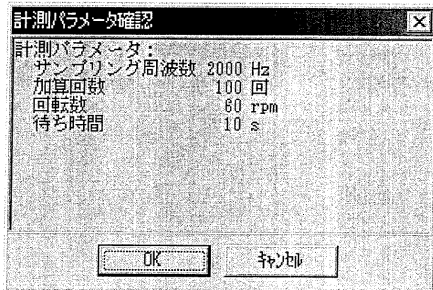 計測パラメータ確認
計測パラメータ:
サンプリング周波数 2000 Hz
加算回数 100 回
回転数 60 rpm
待ち時間 10 s
OK
ｷｬﾝｾﾙ